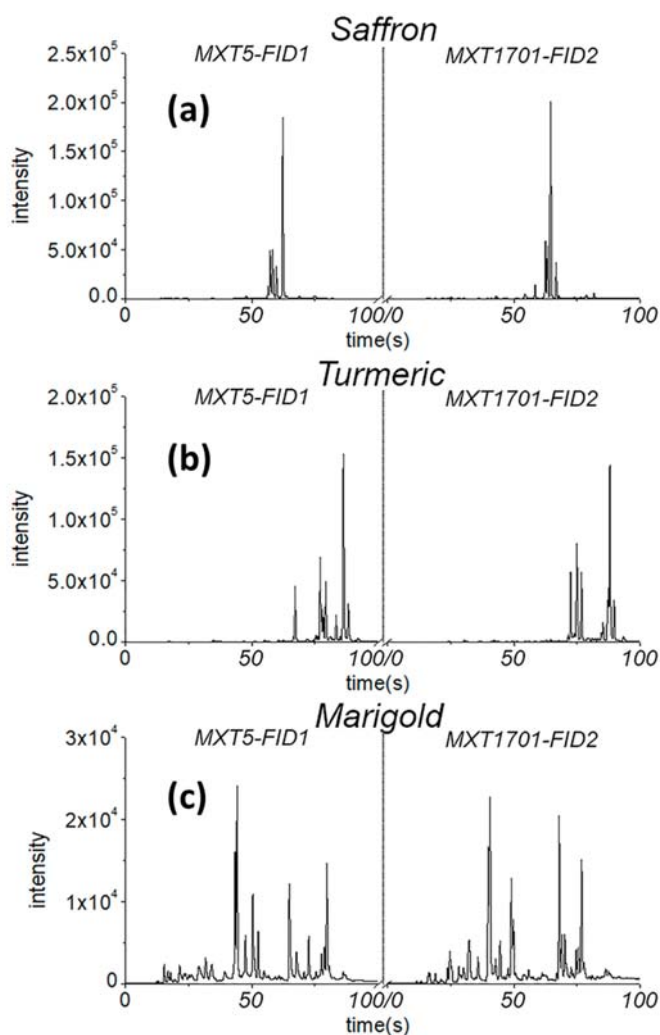 Saffron
MXT5-FID1 MXT1701-FID2
(a)
intensity
2.5x10⁵
2.0x10⁵
1.5x10⁵
1.0x10⁵
5.0x10⁴
0.0
0 50 100/0 50 100
time(s) time(s)
Turmeric
MXT5-FID1 MXT1701-FID2
(b)
intensity
2.0x10⁵
1.5x10⁵
1.0x10⁵
5.0x10⁴
0.0
0 50 100/0 50 100
time(s) time(s)
Marigold
MXT5-FID1 MXT1701-FID2
(c)
intensity
3x10⁴
2x10⁴
1x10⁴
0
0 50 100/0 50 100
time(s) time(s)